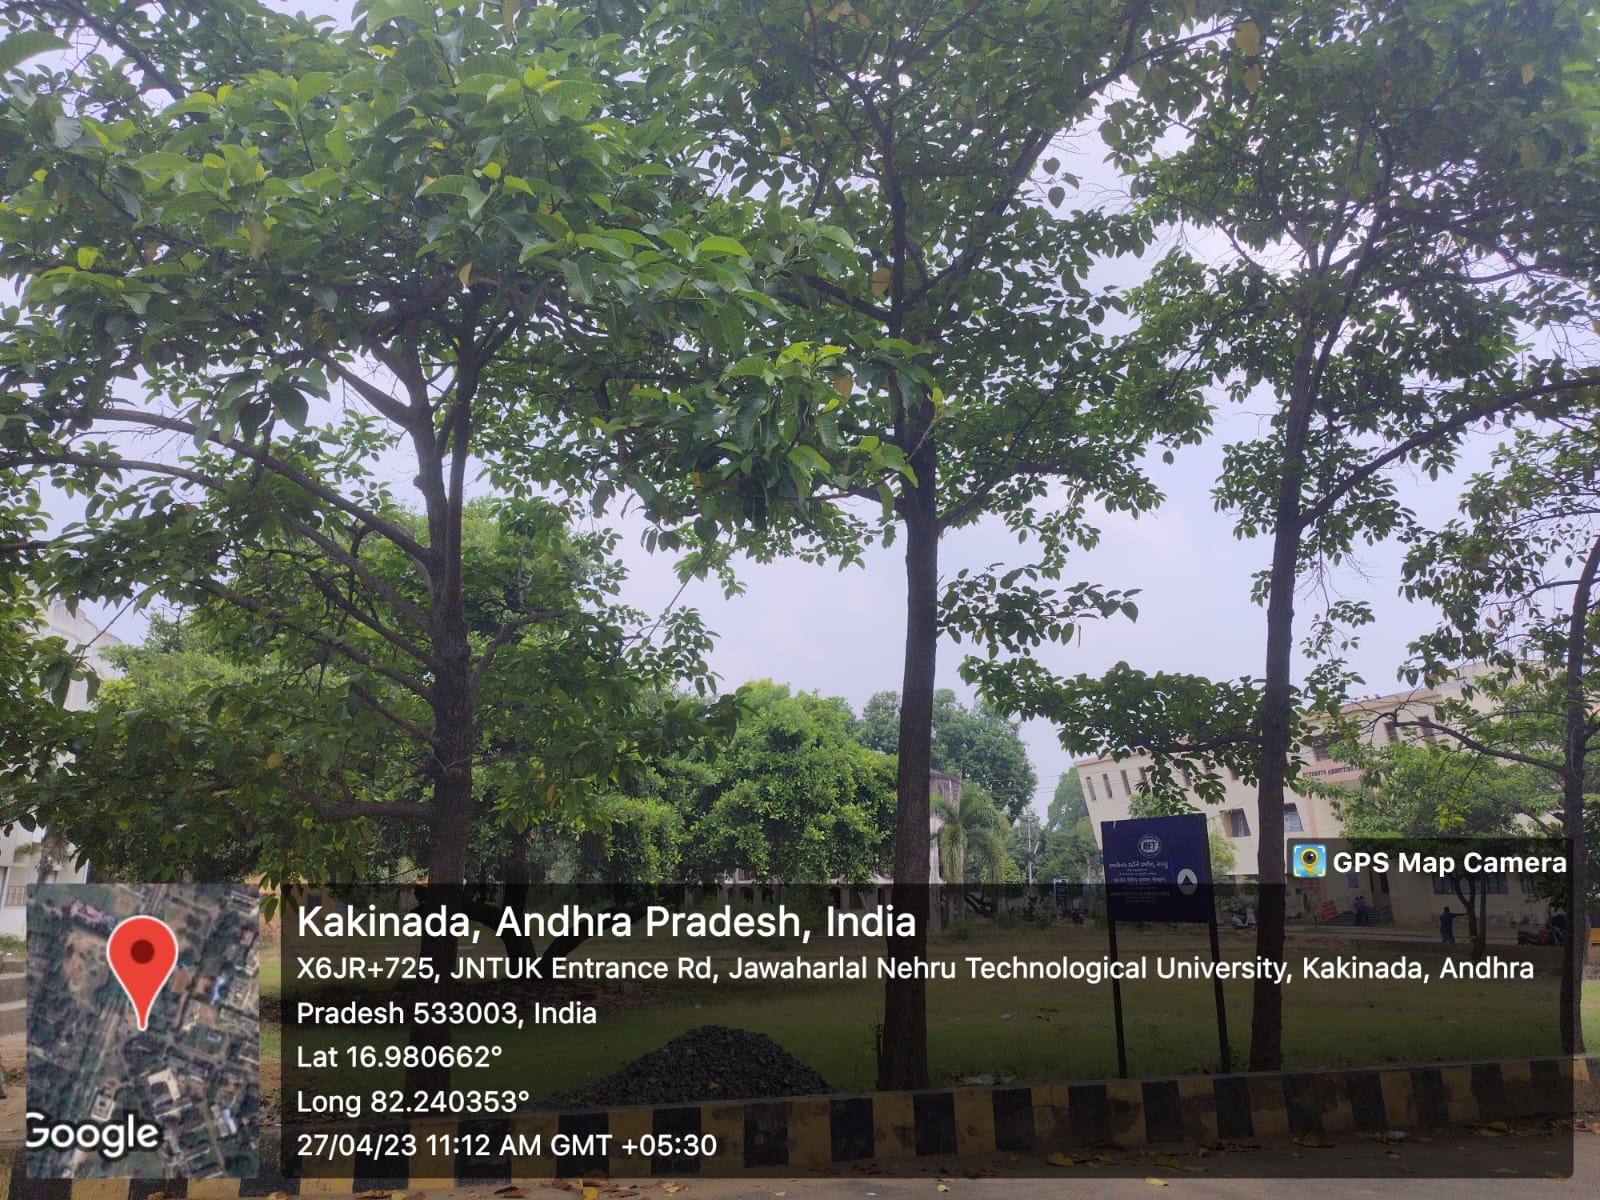 IIFT
GPS Map Camera
Kakinada, Andhra Pradesh, India
X6JR+725, JNTUK Entrance Rd, Jawaharlal Nehru Technological University, Kakinada, Andhra
Pradesh 533003, India
Lat 16.980662°
Long 82.240353°
27/04/23 11:12 AM GMT +05:30
Google